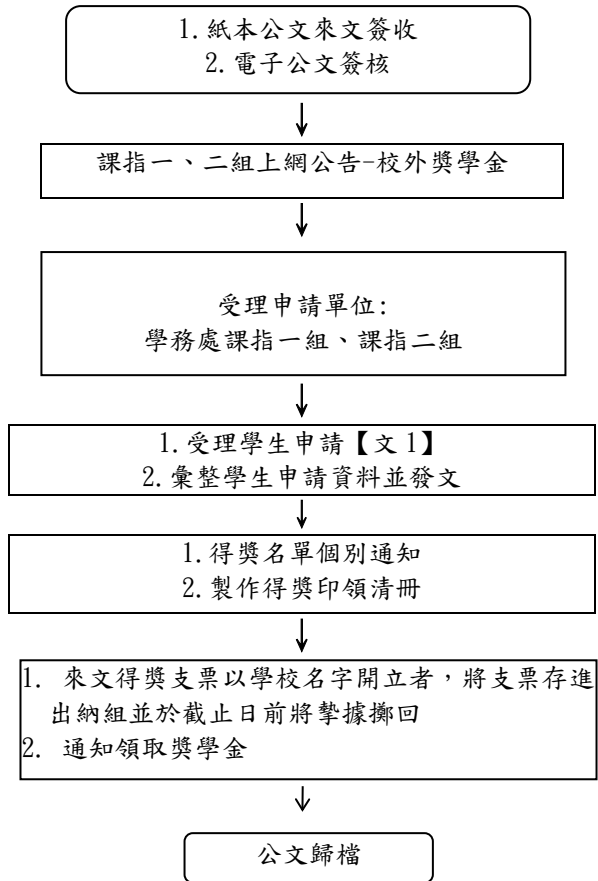 1.紙本公文來文簽收
2.電子公文簽核
課指一、二組上網公告-校外獎學金
受理申請單位:
學務處課指一組、課指二組
1.受理學生申請【文 1】
2.彙整學生申請資料並發文
1.得獎名單個別通知
2.製作得獎印領清冊
1. 來文得獎支票以學校名字開立者，將支票存進
出納組並於截止日前將摯據擲回
2. 通知領取獎學金
公文歸檔